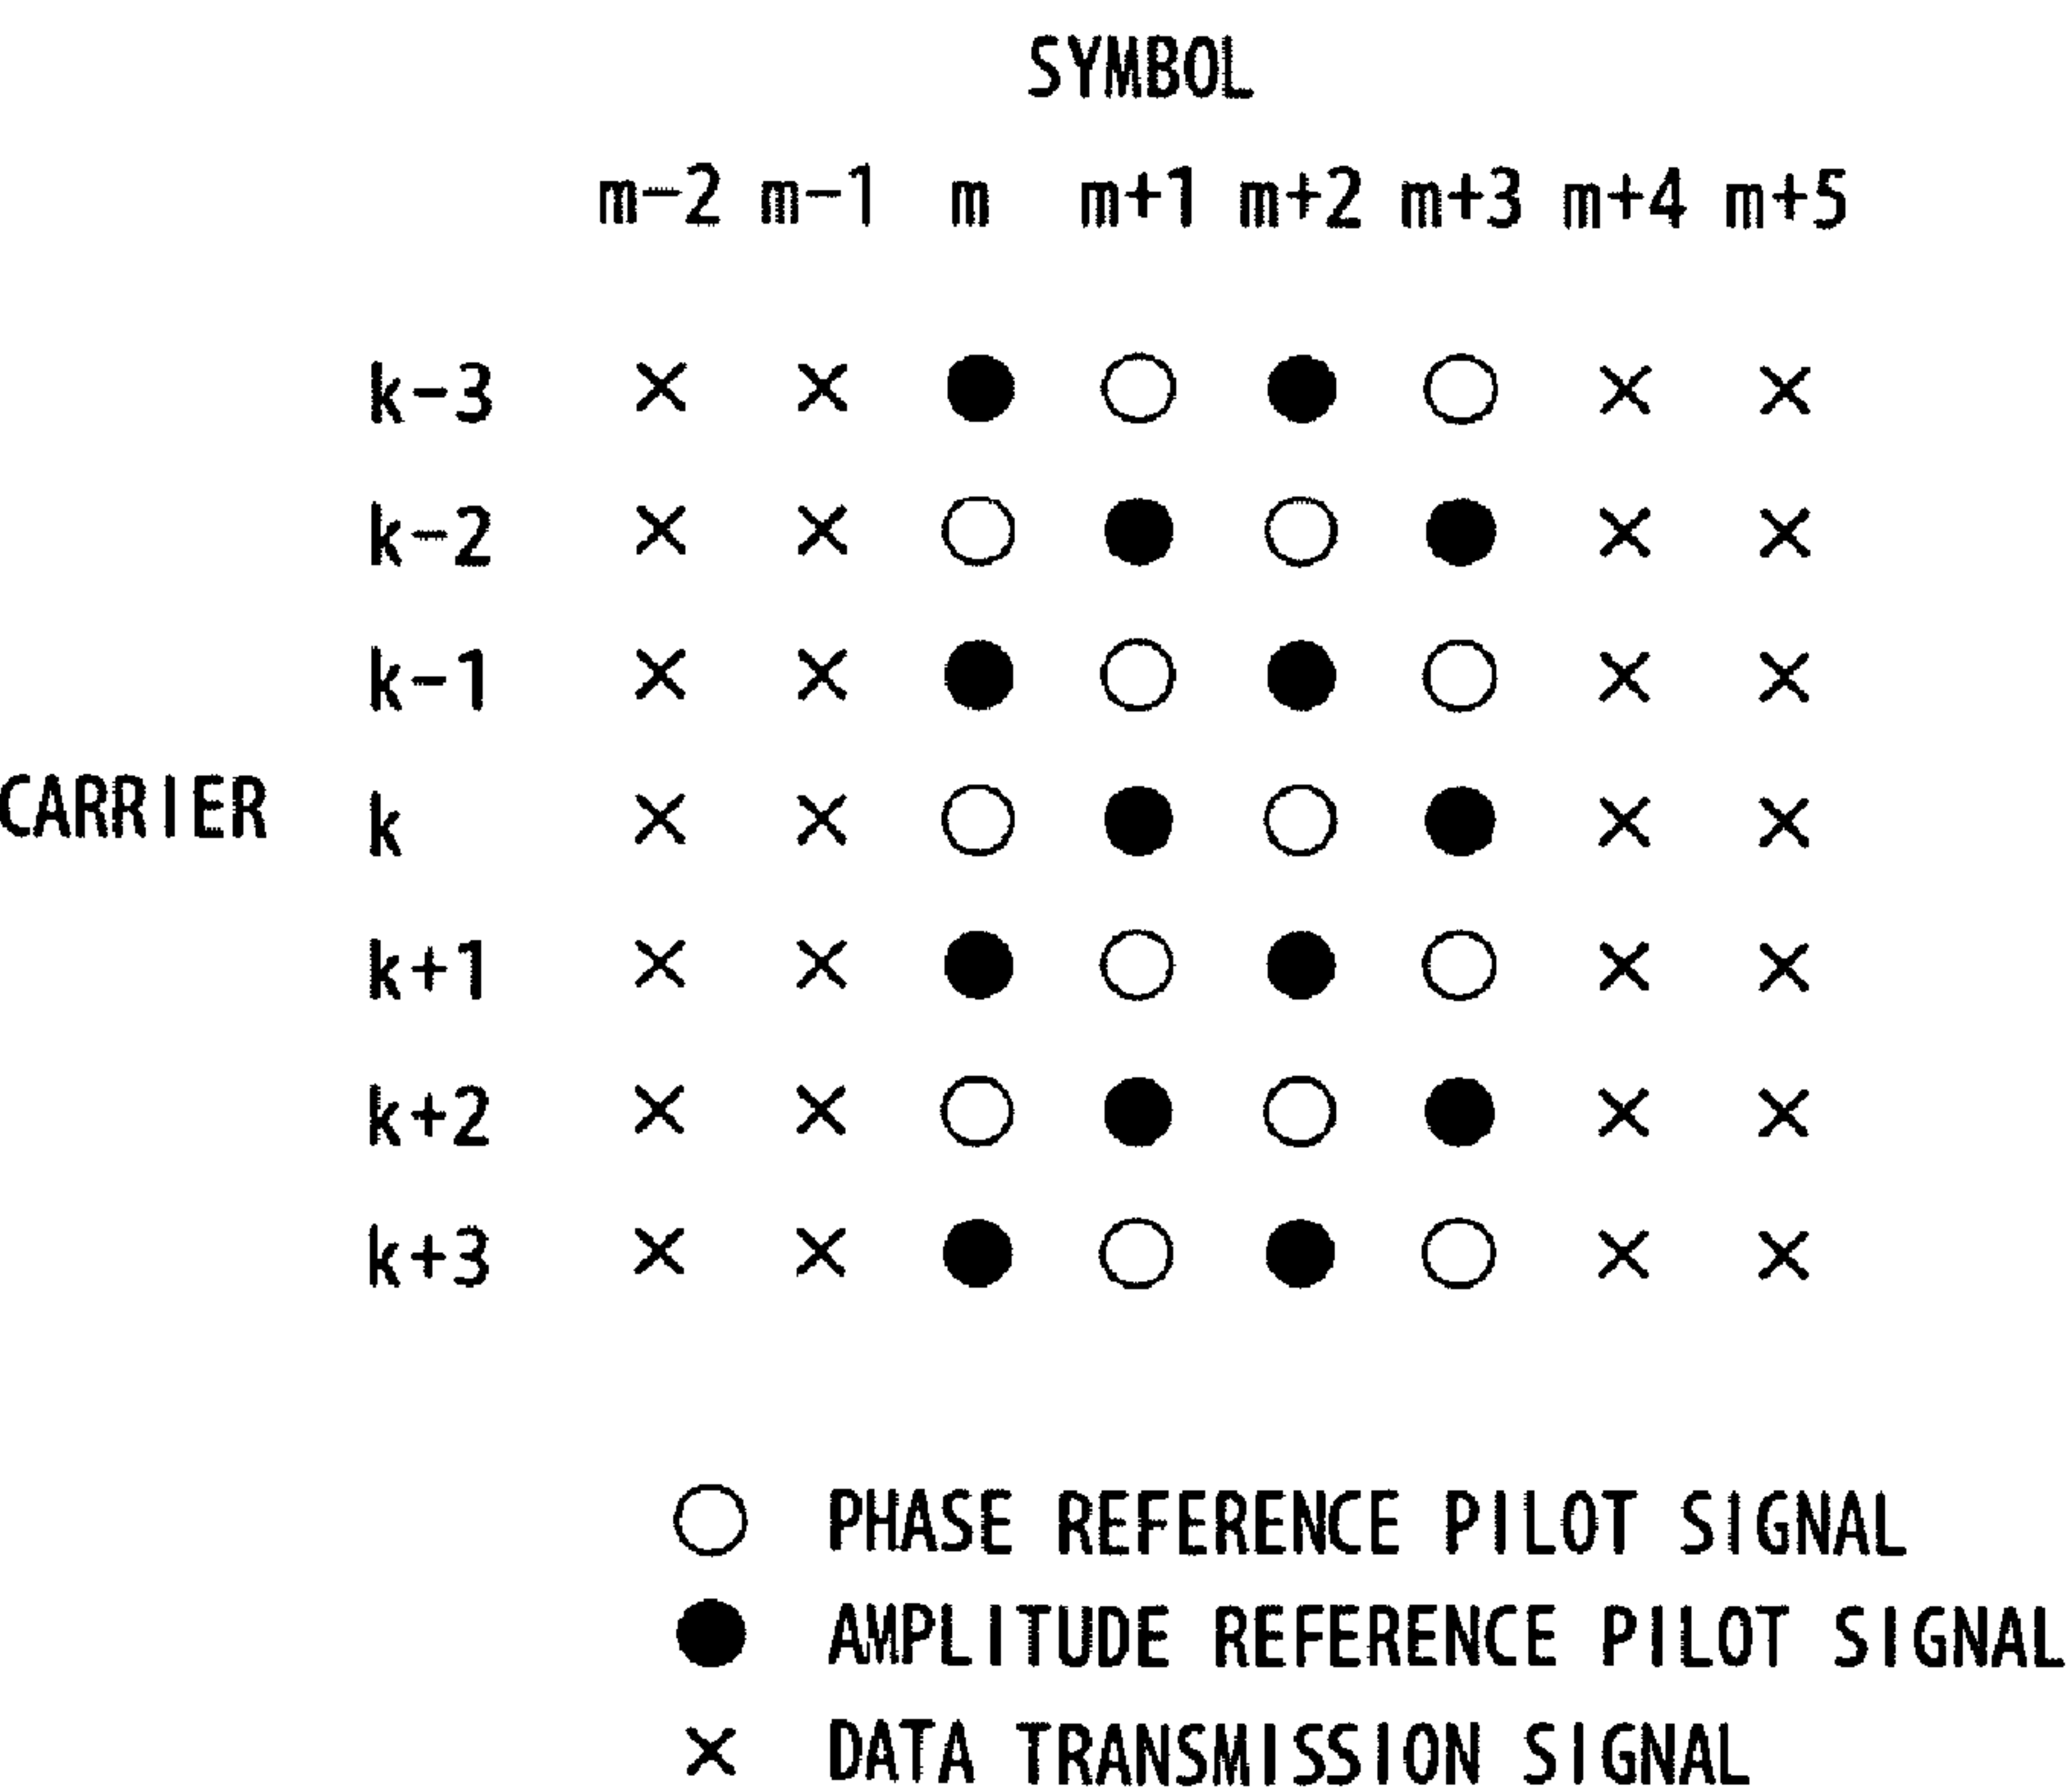 SYMBOL
m-2 m-1 m m+1 m+2 m+3 m+4 m+5
k-3
k-2
k-1
CARRIER k
k+1
k+2
k+3
PHASE REFERENCE PILOT SIGNAL
AMPLITUDE REFERENCE PILOT SIGNAL
DATA TRANSMISSION SIGNAL